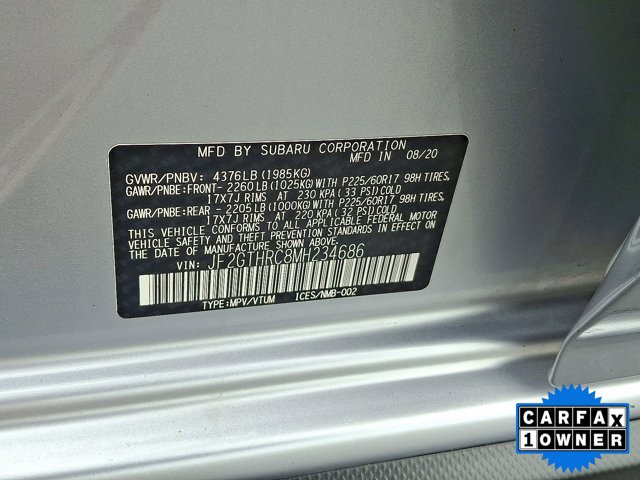 MFD BY SUBARU CORPORATION
MFD IN 08/20
GVWR/PNBV: 4376LB(1985KG)
GAWR/PNBE:FRONT- 2260LB(1025KG)WITH P225/60R17 98H TIRES,
17X7J RIMS AT 230 KPA(33 PSI)COLD
GAWR/PNBE:REAR - 2205LB(1000KG)WITH P225/60R17 98H TIRES,
17X7J RIMS AT 220 KPA(32 PSI)COLD
THIS VEHICLE CONFORMS TO ALL APPLICABLE FEDERAL MOTOR
VEHICLE SAFETY AND THEFT PREVENTION STANDARDS
IN EFFECT ON
THE DATE OF MANUFACTURE SHOWN ABOVE.
VIN: JF2GTHRC8MH234686
TYPE:MPV/VTUM ICES/NMB-002
CARFAX
1 OWNER